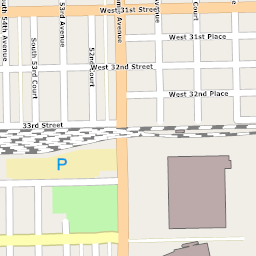 West 31st Street
South 54th Avenue
53rd Avenue
South 53rd Court
52nd Court
Avenue
Court
West 31st Place
West 32nd Street
West 32nd Place
33rd Street
P